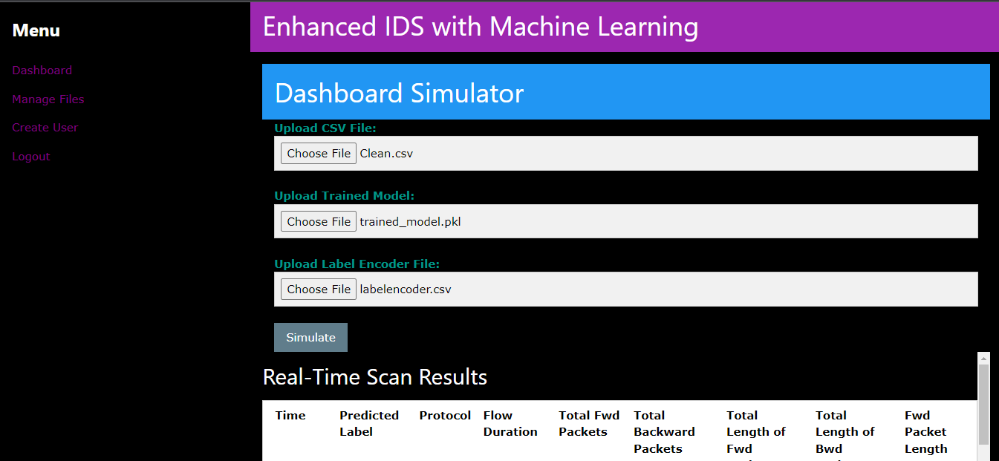 Menu
Dashboard
Manage Files
Create User
Logout
Enhanced IDS with Machine Learning
Dashboard Simulator
Upload CSV File:
Choose File Clean.csv
Upload Trained Model:
Choose File trained_model.pkl
Upload Label Encoder File:
Choose File labelencoder.csv
Simulate
Real-Time Scan Results
Time Predicted Protocol Flow Total Fwd Total Total Total Fwd
Label Duration Packets Backward Length of Length of Packet
Packets Fwd Bwd Length